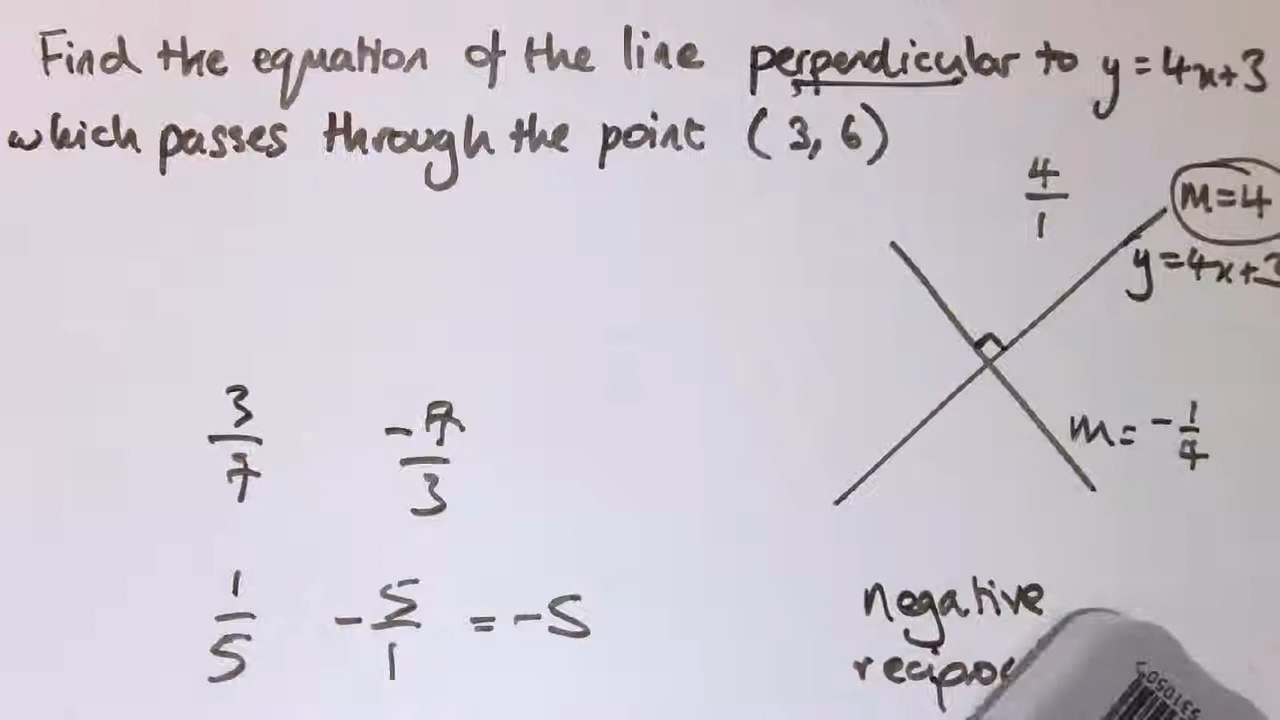 Find the equation of the line perpendicular to y = 4x+3
which passes through the point (3, 6)
4/1
m=4
y=4x+3
3/7 -7/3
m= -1/4
1/5 -5/1 = -5
negative
5310505